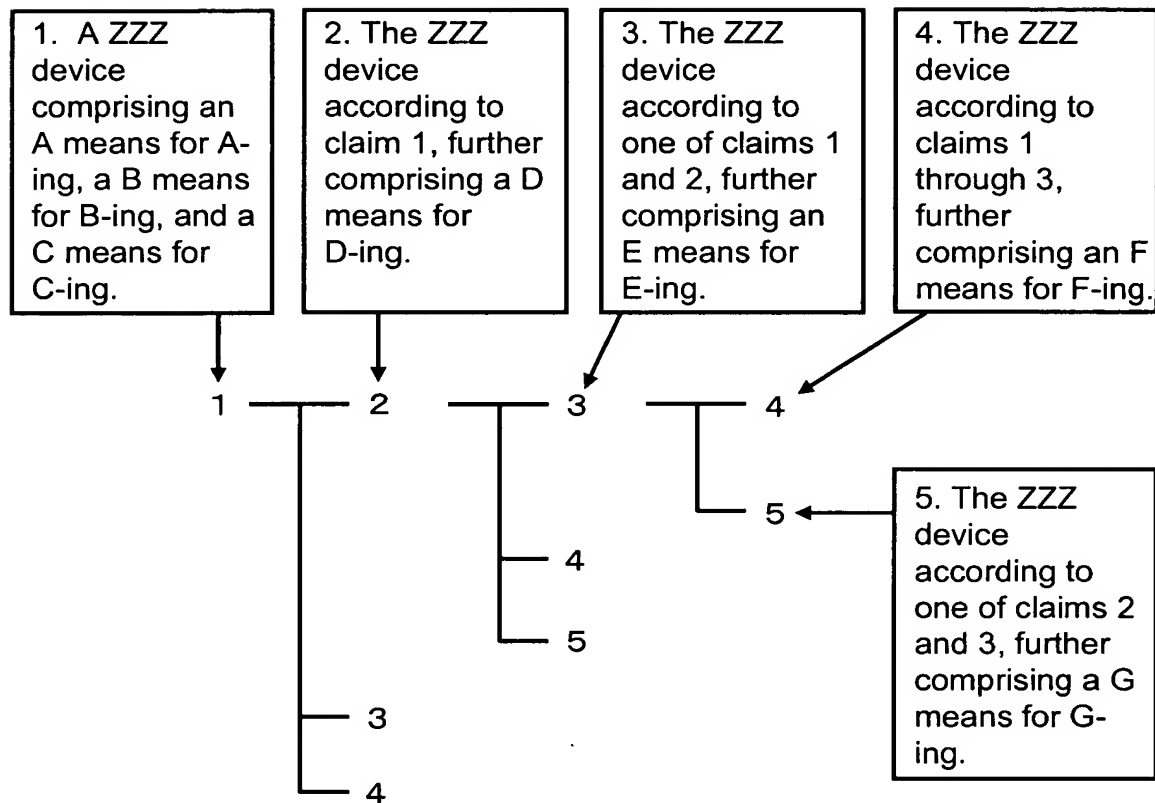 1. A ZZZ
device
comprising an
A means for A-
ing, a B means
for B-ing, and a
C means for
C-ing.
2. The ZZZ
device
according to
claim 1, further
comprising a D
means for
D-ing.
3. The ZZZ
device
according to
one of claims 1
and 2, further
comprising an
E means for
E-ing.
4. The ZZZ
device
according to
claims 1
through 3,
further
comprising an F
means for F-ing.
1 2 3 4
5
4
5
3
4
5. The ZZZ
device
according to
one of claims 2
and 3, further
comprising a G
means for G-
ing.